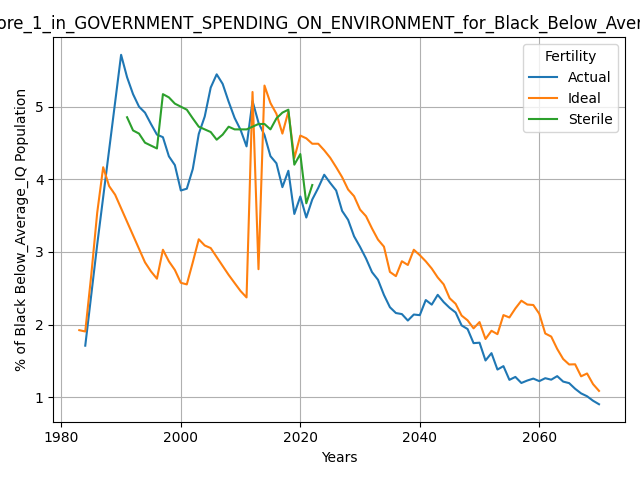 ore_1_in_GOVERNMENT_SPENDING_ON_ENVIRONMENT_for_Black_Below_Aver
Fertility
Actual
Ideal
Sterile
% of Black Below_Average_IQ Population
5
4
3
2
1
1980 2000 2020 2040 2060
Years